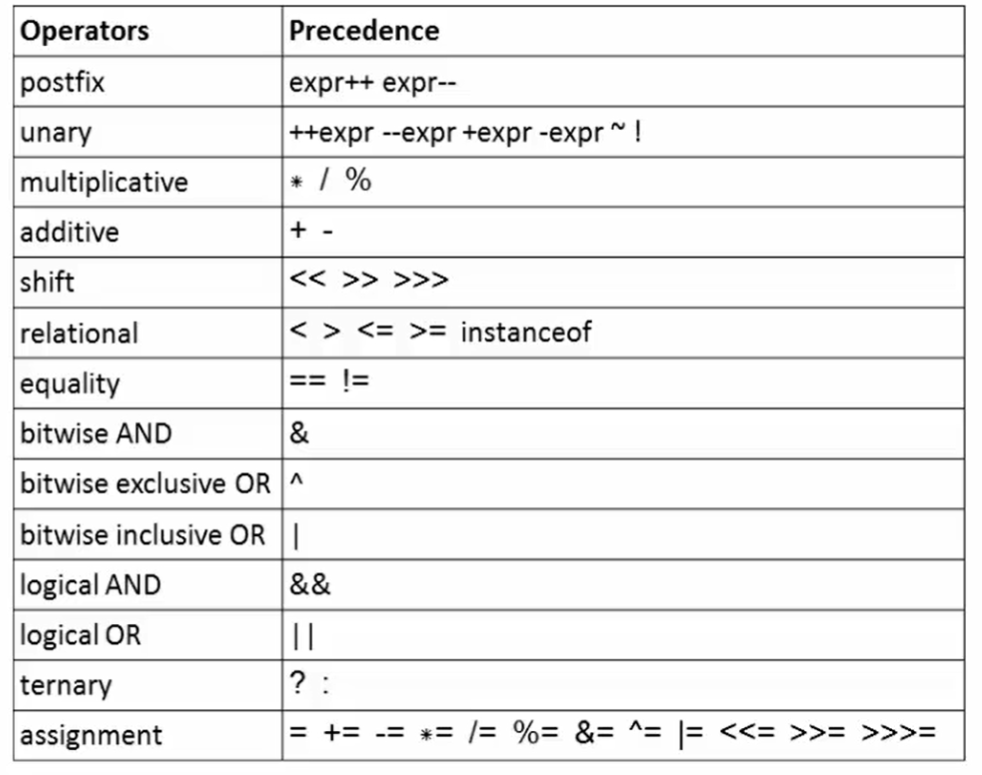 Operators Precedence
postfix expr++ expr--
unary ++expr --expr +expr -expr ~ !
multiplicative * / %
additive + -
shift << >> >>>
relational < > <= >= instanceof
equality == !=
bitwise AND &
bitwise exclusive OR ^
bitwise inclusive OR |
logical AND &&
logical OR ||
ternary ? :
assignment = += -= *= /= %= &= ^= |= <<= >>= >>>=